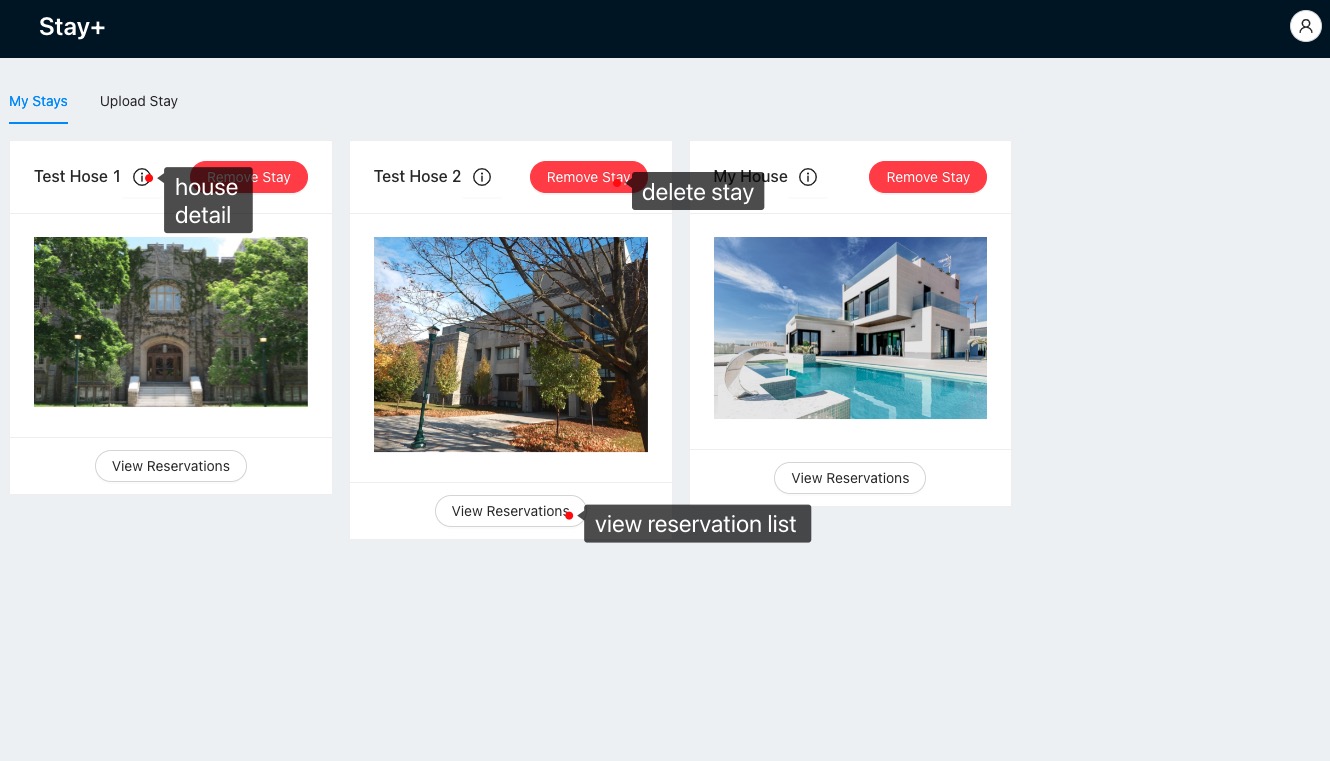 Stay+
My Stays
Upload Stay
Test Hose 1
Remove Stay
house
detail
Test Hose 2
Remove Stay
delete stay
My House
Remove Stay
View Reservations
View Reservations
view reservation list
View Reservations